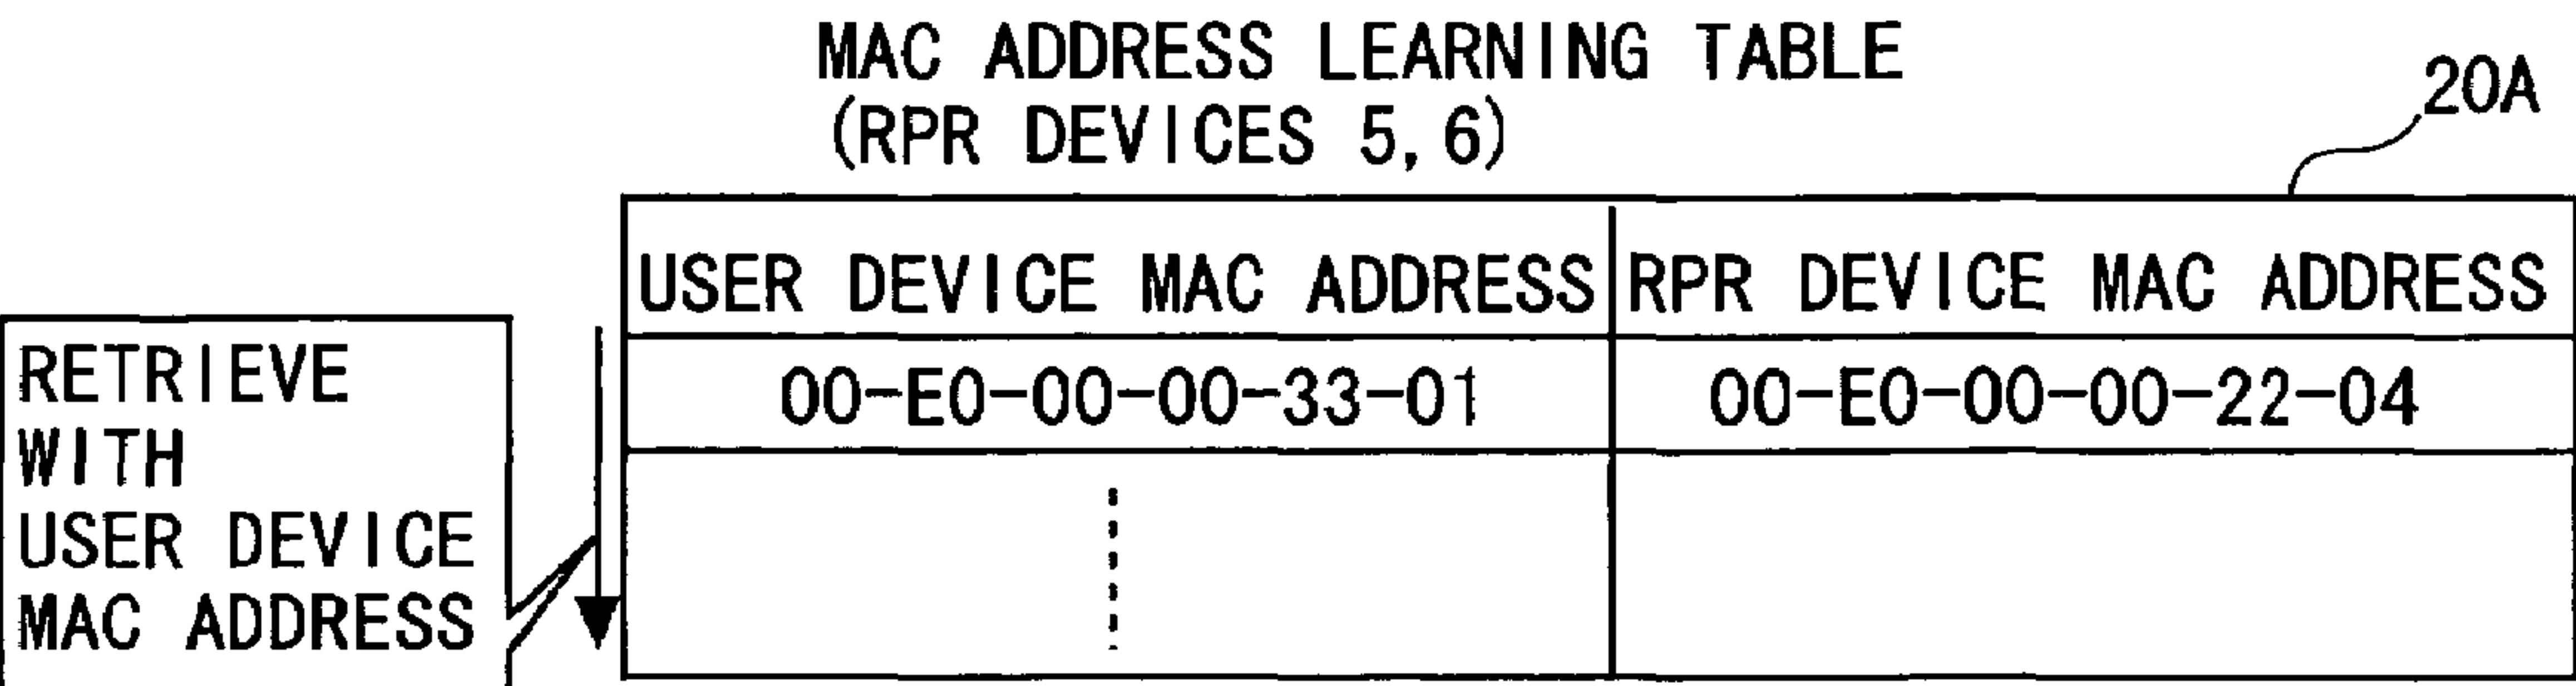 MAC ADDRESS LEARNING TABLE
(RPR DEVICES 5, 6)
20A
USER DEVICE MAC ADDRESS RPR DEVICE MAC ADDRESS
00-E0-00-00-33-01 00-E0-00-00-22-04
RETRIEVE
WITH
USER DEVICE
MAC ADDRESS